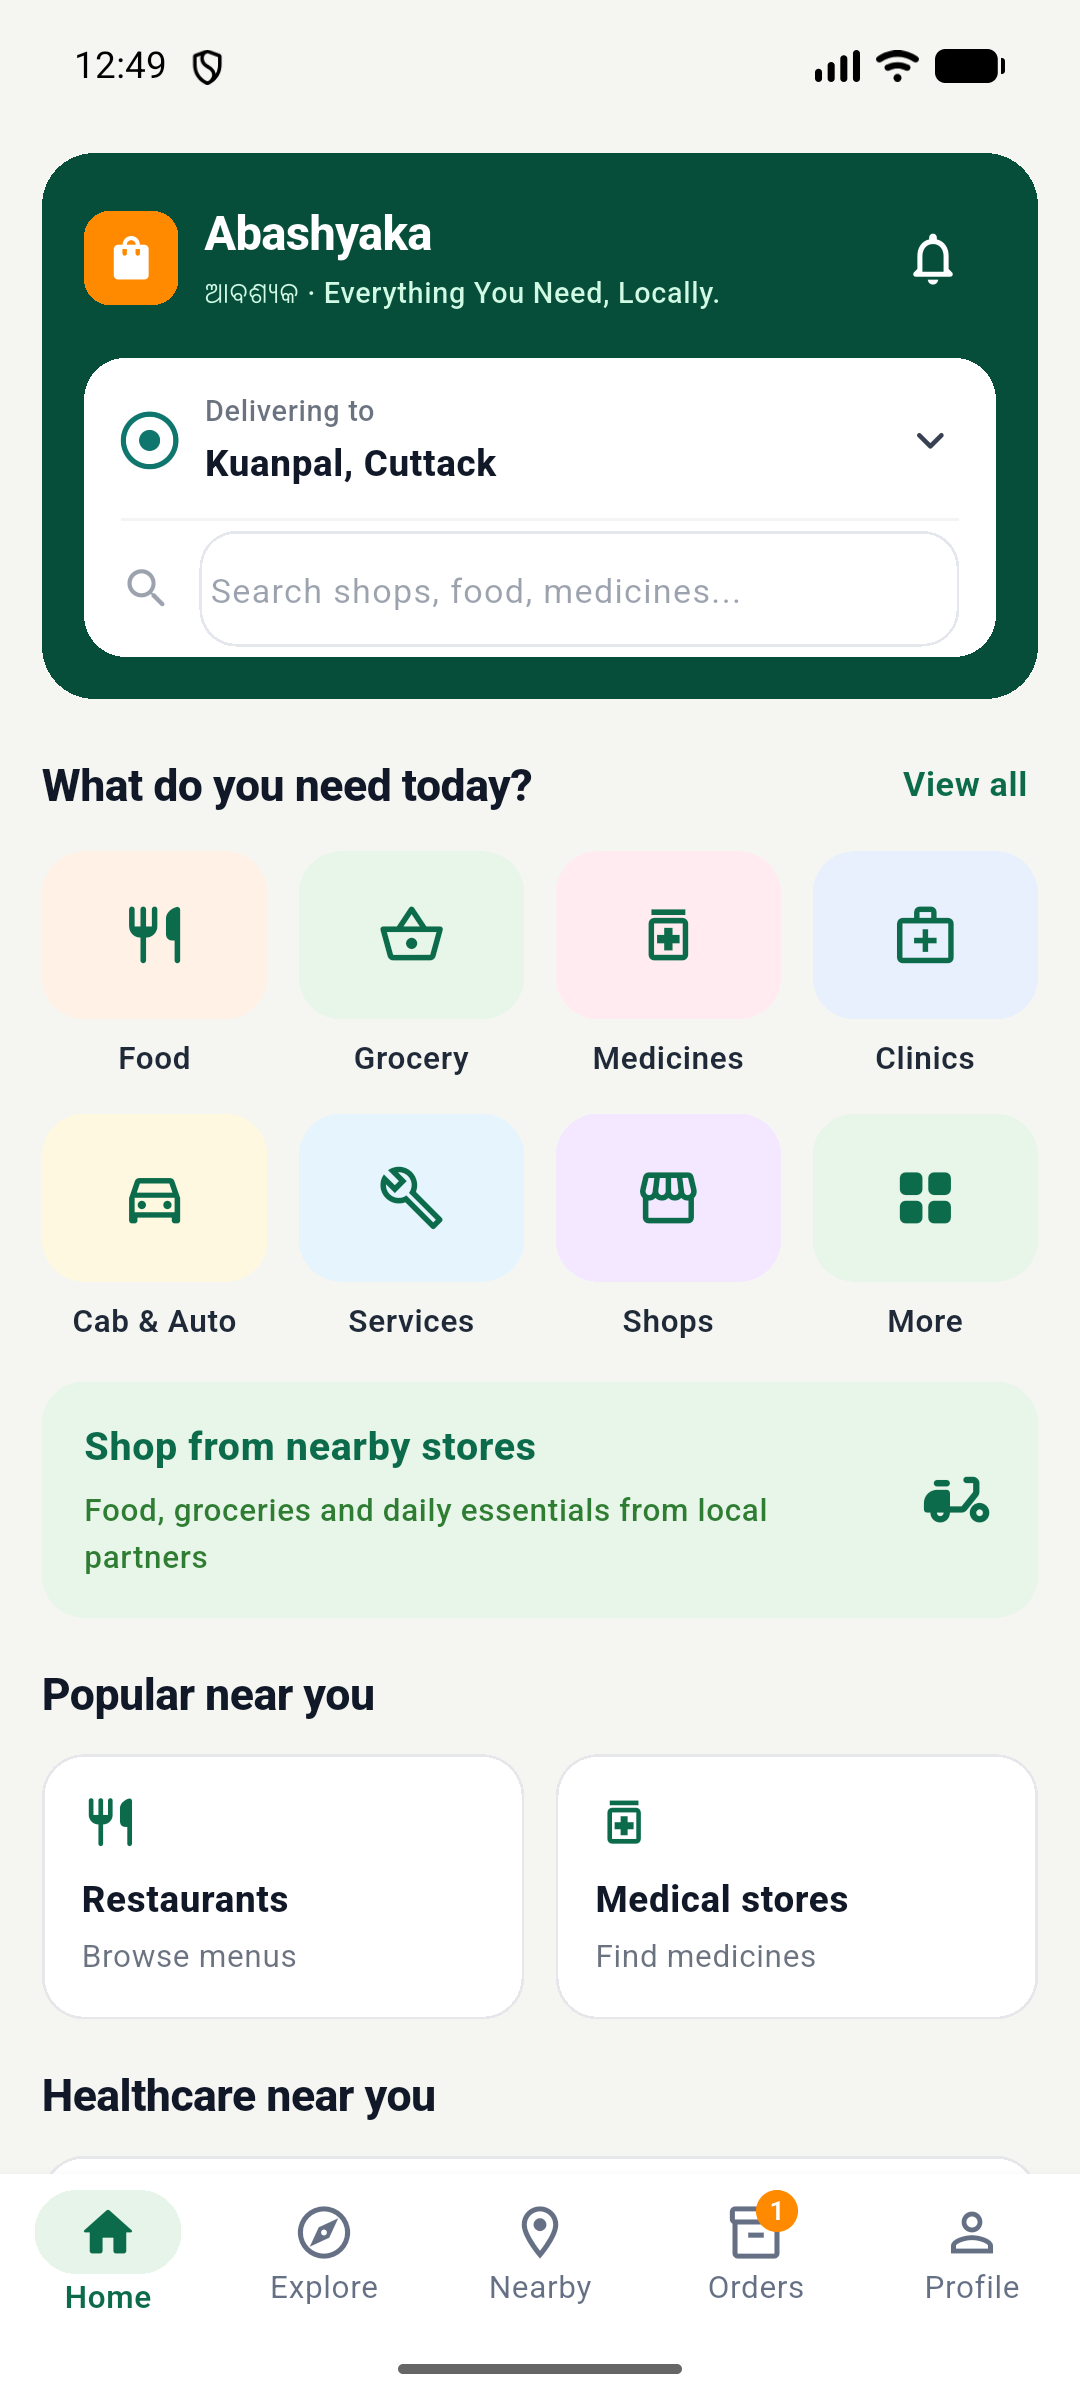 12:49
Abashyaka
ଆବଶ୍ୟକ · Everything You Need, Locally.
Delivering to
Kuanpal, Cuttack
Search shops, food, medicines...
What do you need today?
View all
Food
Grocery
Medicines
Clinics
Cab & Auto
Services
Shops
More
Shop from nearby stores
Food, groceries and daily essentials from local
partners
Popular near you
Restaurants
Browse menus
Medical stores
Find medicines
Healthcare near you
1
Home
Explore
Nearby
Orders
Profile